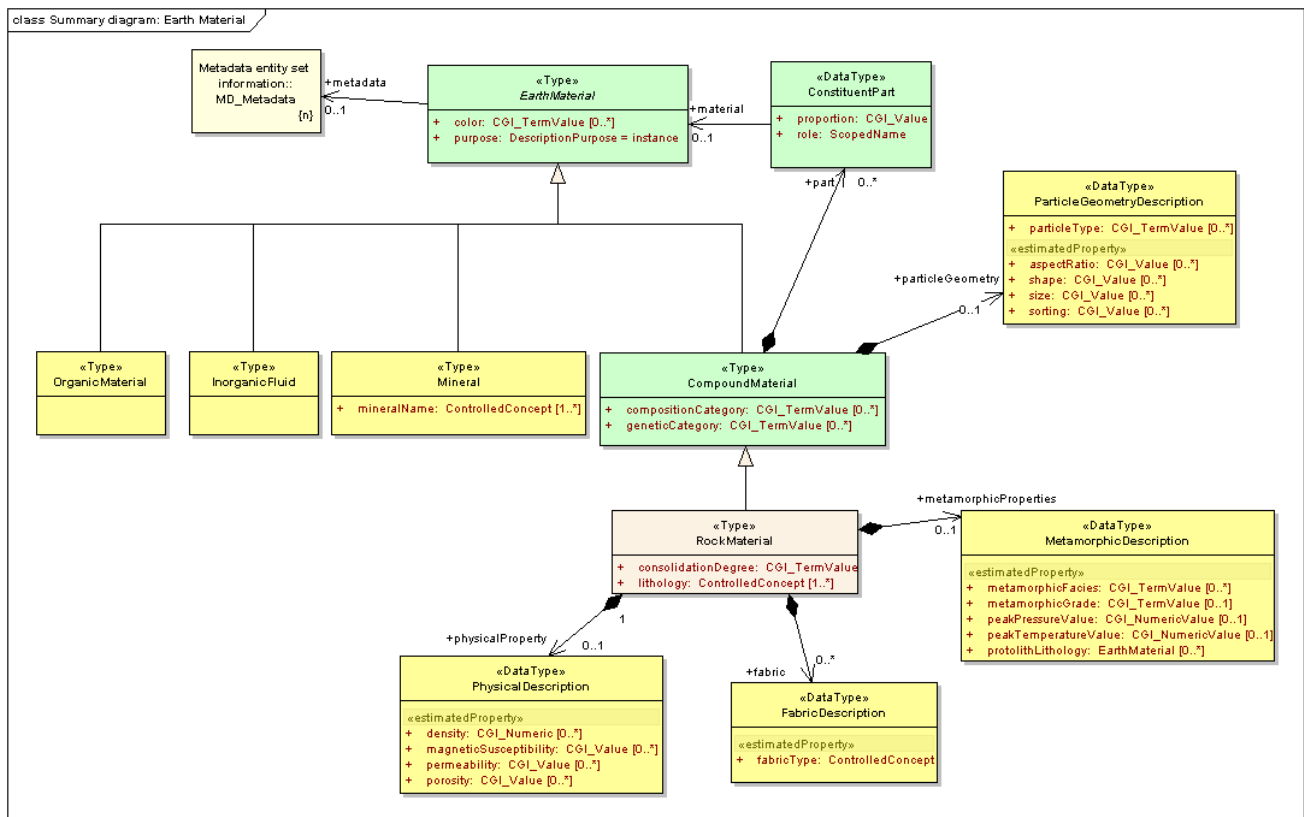 class Summary diagram: Earth Material
Metadata entity set
information::
MD_Metadata
{n}
+metadata
0..1
«Type»
EarthMaterial
+ color: CGI_TermValue [0..*]
+ purpose: DescriptionPurpose = instance
+material
0..1
«DataType»
ConstituentPart
+ proportion: CGI_Value
+ role: ScopedName
+part
0..*
«DataType»
ParticleGeometryDescription
+ particleType: CGI_TermValue [0..*]
«estimatedProperty»
+ aspectRatio: CGI_Value [0..*]
+ shape: CGI_Value [0..*]
+ size: CGI_Value [0..*]
+ sorting: CGI_Value [0..*]
+particleGeometry
0..1
«Type»
OrganicMaterial
«Type»
InorganicFluid
«Type»
Mineral
+ mineralName: ControlledConcept [1..*]
«Type»
CompoundMaterial
+ compositionCategory: CGI_TermValue [0..*]
+ geneticCategory: CGI_TermValue [0..*]
«Type»
RockMaterial
+ consolidationDegree: CGI_TermValue
+ lithology: ControlledConcept [1..*]
+metamorphicProperties
0..1
«DataType»
MetamorphicDescription
«estimatedProperty»
+ metamorphicFacies: CGI_TermValue [0..*]
+ metamorphicGrade: CGI_TermValue [0..1]
+ peakPressureValue: CGI_NumericValue [0..1]
+ peakTemperatureValue: CGI_NumericValue [0..1]
+ protolithLithology: EarthMaterial [0..*]
1
+physicalProperty
0..1
«DataType»
PhysicalDescription
«estimatedProperty»
+ density: CGI_Numeric [0..*]
+ magneticSusceptibility: CGI_Value [0..*]
+ permeability: CGI_Value [0..*]
+ porosity: CGI_Value [0..*]
0..*
+fabric
«DataType»
FabricDescription
«estimatedProperty»
+ fabricType: ControlledConcept